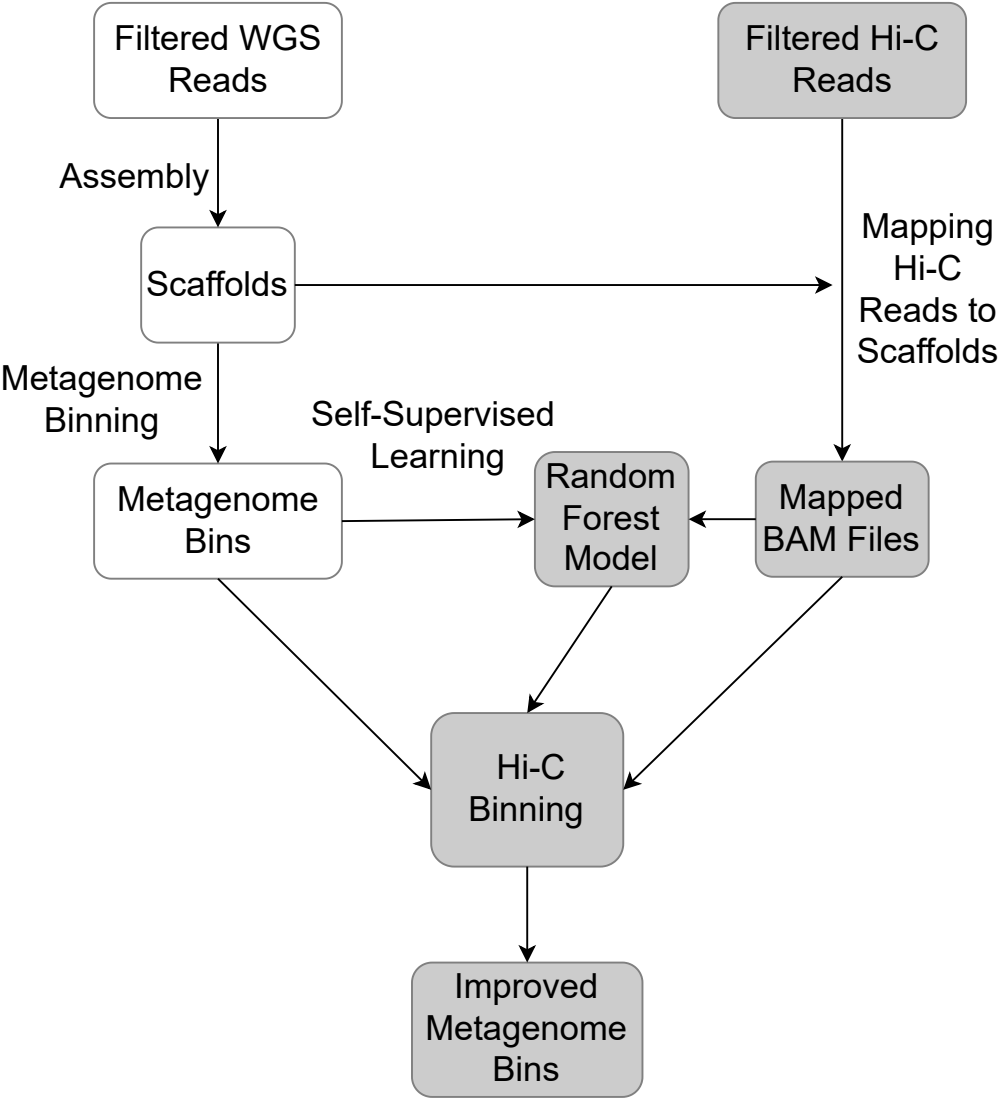 Filtered WGS
Reads
Filtered Hi-C
Reads
Assembly
Mapping
Hi-C
Reads to
Scaffolds
Scaffolds
Metagenome
Binning
Self-Supervised
Learning
Metagenome
Bins
Random
Forest
Model
Mapped
BAM Files
Hi-C
Binning
Improved
Metagenome
Bins